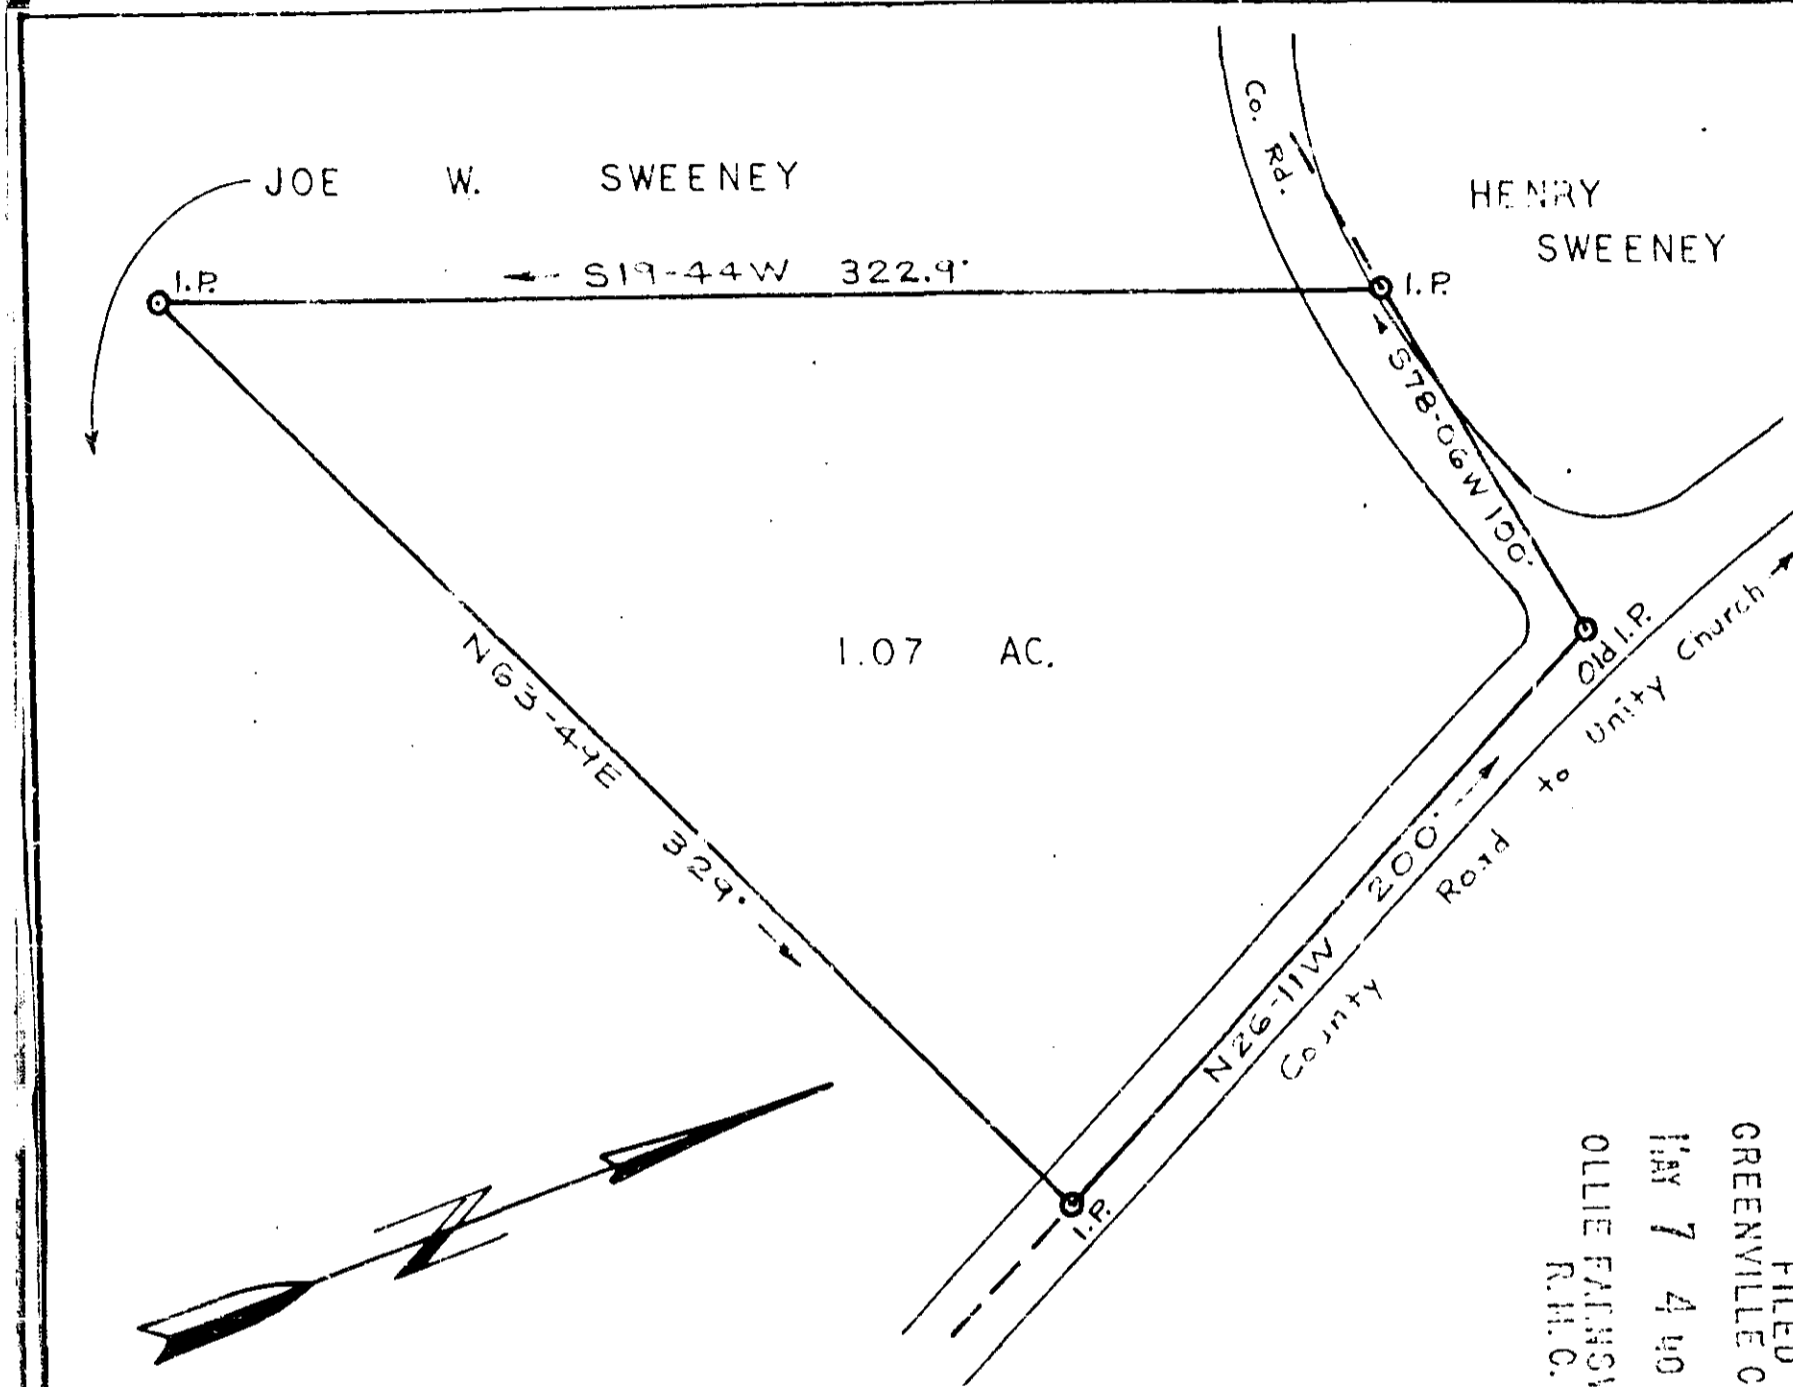 Co. Rd.
JOE W. SWEENEY
HENRY
SWEENEY
I.P.
S19-44W 322.9'
I.P.
S78-06W 100'
1.07 AC.
N63-49E 329'
Old I.P.
N26-11W 200'
County Road to Unity Church
I.P.
N
FILED
GREENVILLE C
MAY 7 4 40
OLLIE
R.M.C.